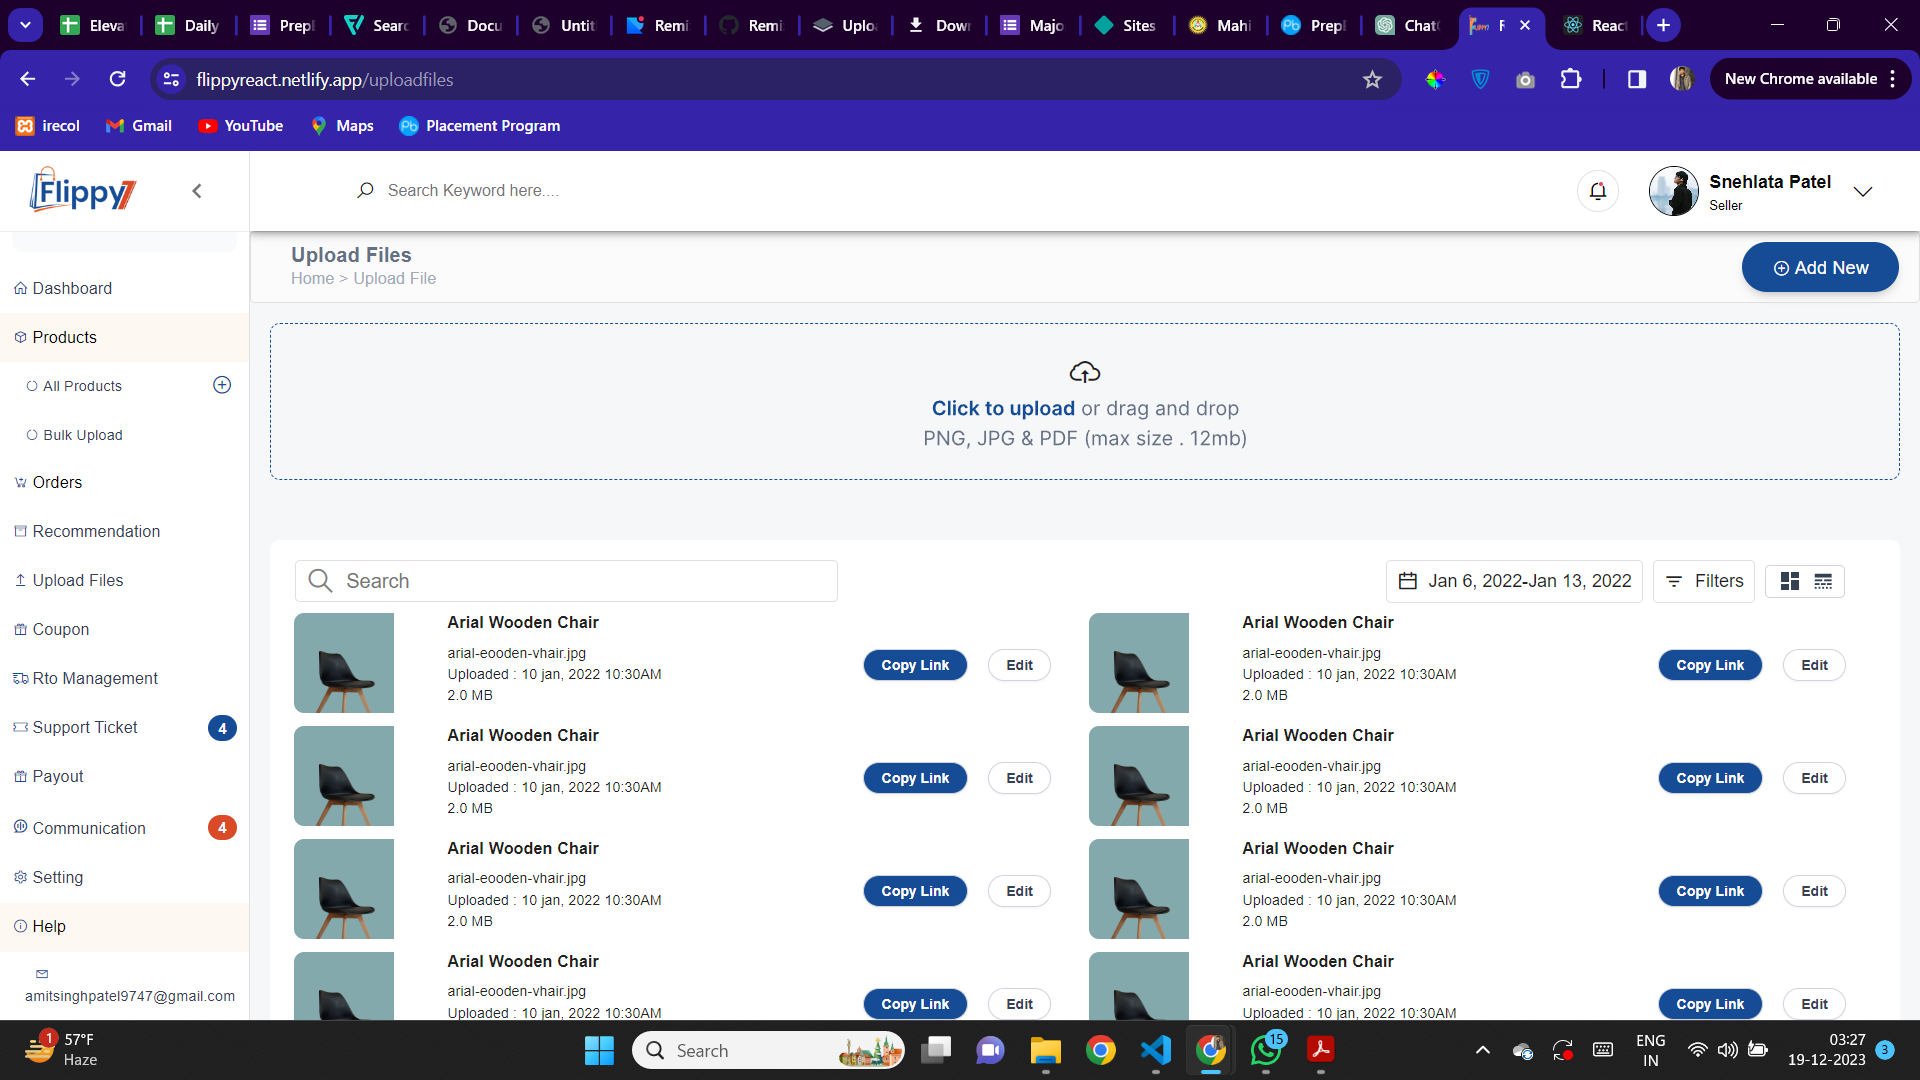 Eleva
Daily
Prepl
Searc
Docu
Untit
Remi
Remi
Uploa
Down
Majo
Sites
Mahi
Prepl
ChatG
F
React
flippyreact.netlify.app/uploadfiles
New Chrome available
irecol
Gmail
YouTube
Maps
Placement Program
Flippy7
Search Keyword here....
Snehlata Patel
Seller
Dashboard
Products
All Products
Bulk Upload
Orders
Recommendation
Upload Files
Coupon
Rto Management
Support Ticket 4
Payout
Communication 4
Setting
Help
amitsinghpatel9747@gmail.com
Upload Files
Home > Upload File
Add New
Click to upload or drag and drop
PNG, JPG & PDF (max size . 12mb)
Search
Jan 6, 2022-Jan 13, 2022
Filters
Arial Wooden Chair
arial-eooden-vhair.jpg
Uploaded : 10 jan, 2022 10:30AM
2.0 MB
Copy Link
Edit
Arial Wooden Chair
arial-eooden-vhair.jpg
Uploaded : 10 jan, 2022 10:30AM
2.0 MB
Copy Link
Edit
Arial Wooden Chair
arial-eooden-vhair.jpg
Uploaded : 10 jan, 2022 10:30AM
2.0 MB
Copy Link
Edit
Arial Wooden Chair
arial-eooden-vhair.jpg
Uploaded : 10 jan, 2022 10:30AM
2.0 MB
Copy Link
Edit
Arial Wooden Chair
arial-eooden-vhair.jpg
Uploaded : 10 jan, 2022 10:30AM
2.0 MB
Copy Link
Edit
Arial Wooden Chair
arial-eooden-vhair.jpg
Uploaded : 10 jan, 2022 10:30AM
2.0 MB
Copy Link
Edit
Arial Wooden Chair
arial-eooden-vhair.jpg
Uploaded : 10 jan, 2022 10:30AM
Copy Link
Edit
Arial Wooden Chair
arial-eooden-vhair.jpg
Uploaded : 10 jan, 2022 10:30AM
Copy Link
Edit
1
57°F
Haze
Search
15
ENG
IN
03:27
19-12-2023
3